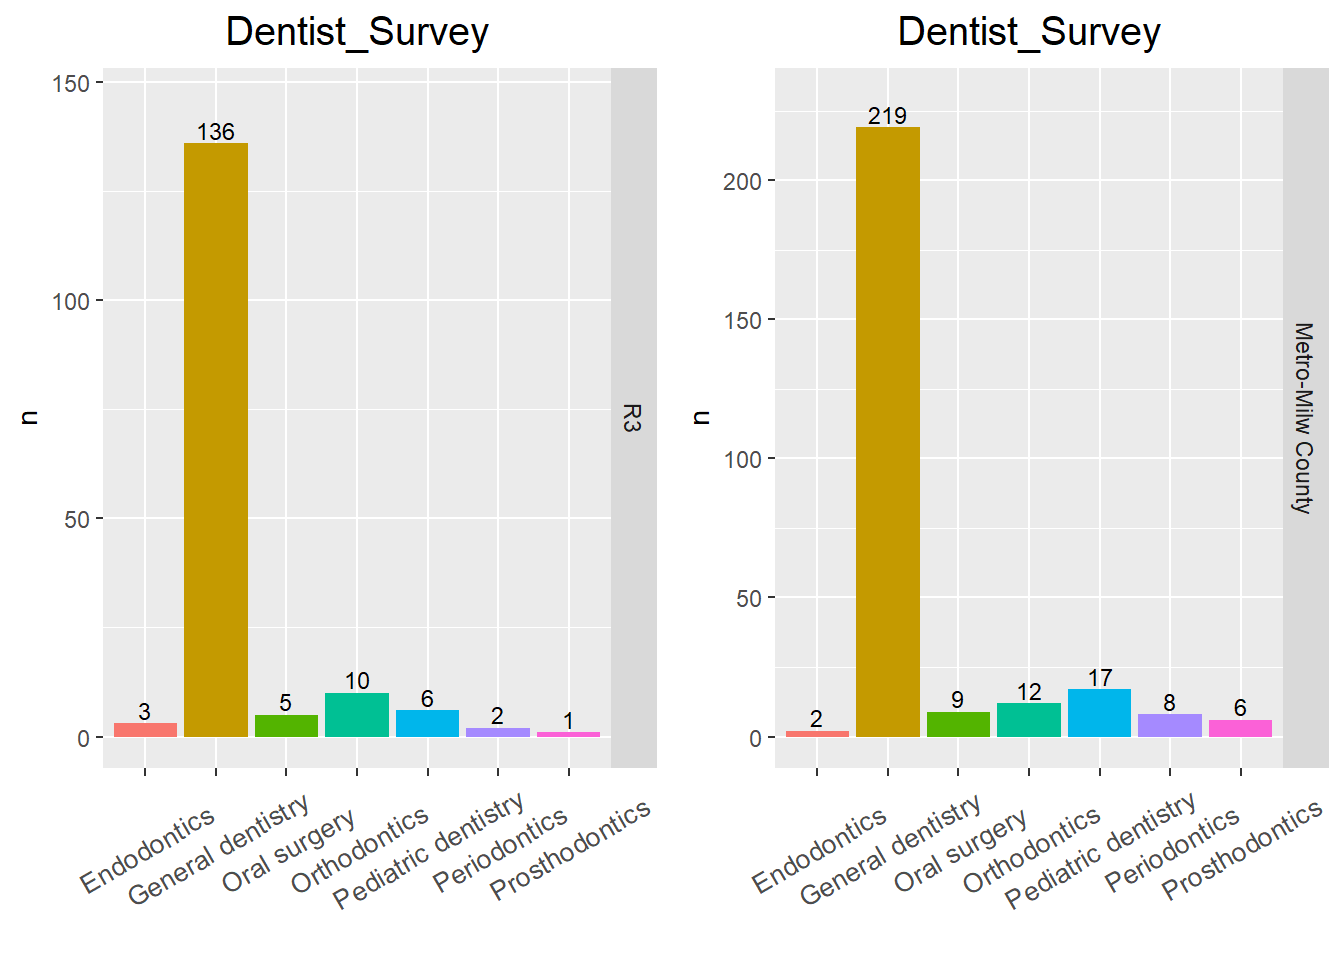 Dentist_Survey
150
100
50
0
n
136
3
5
10
6
2
1
R3
Endodontics
General dentistry
Oral surgery
Orthodontics
Pediatric dentistry
Periodontics
Prosthodontics
Dentist_Survey
200
150
100
50
0
n
219
2
9
12
17
8
6
Metro-Milw County
Endodontics
General dentistry
Oral surgery
Orthodontics
Pediatric dentistry
Periodontics
Prosthodontics